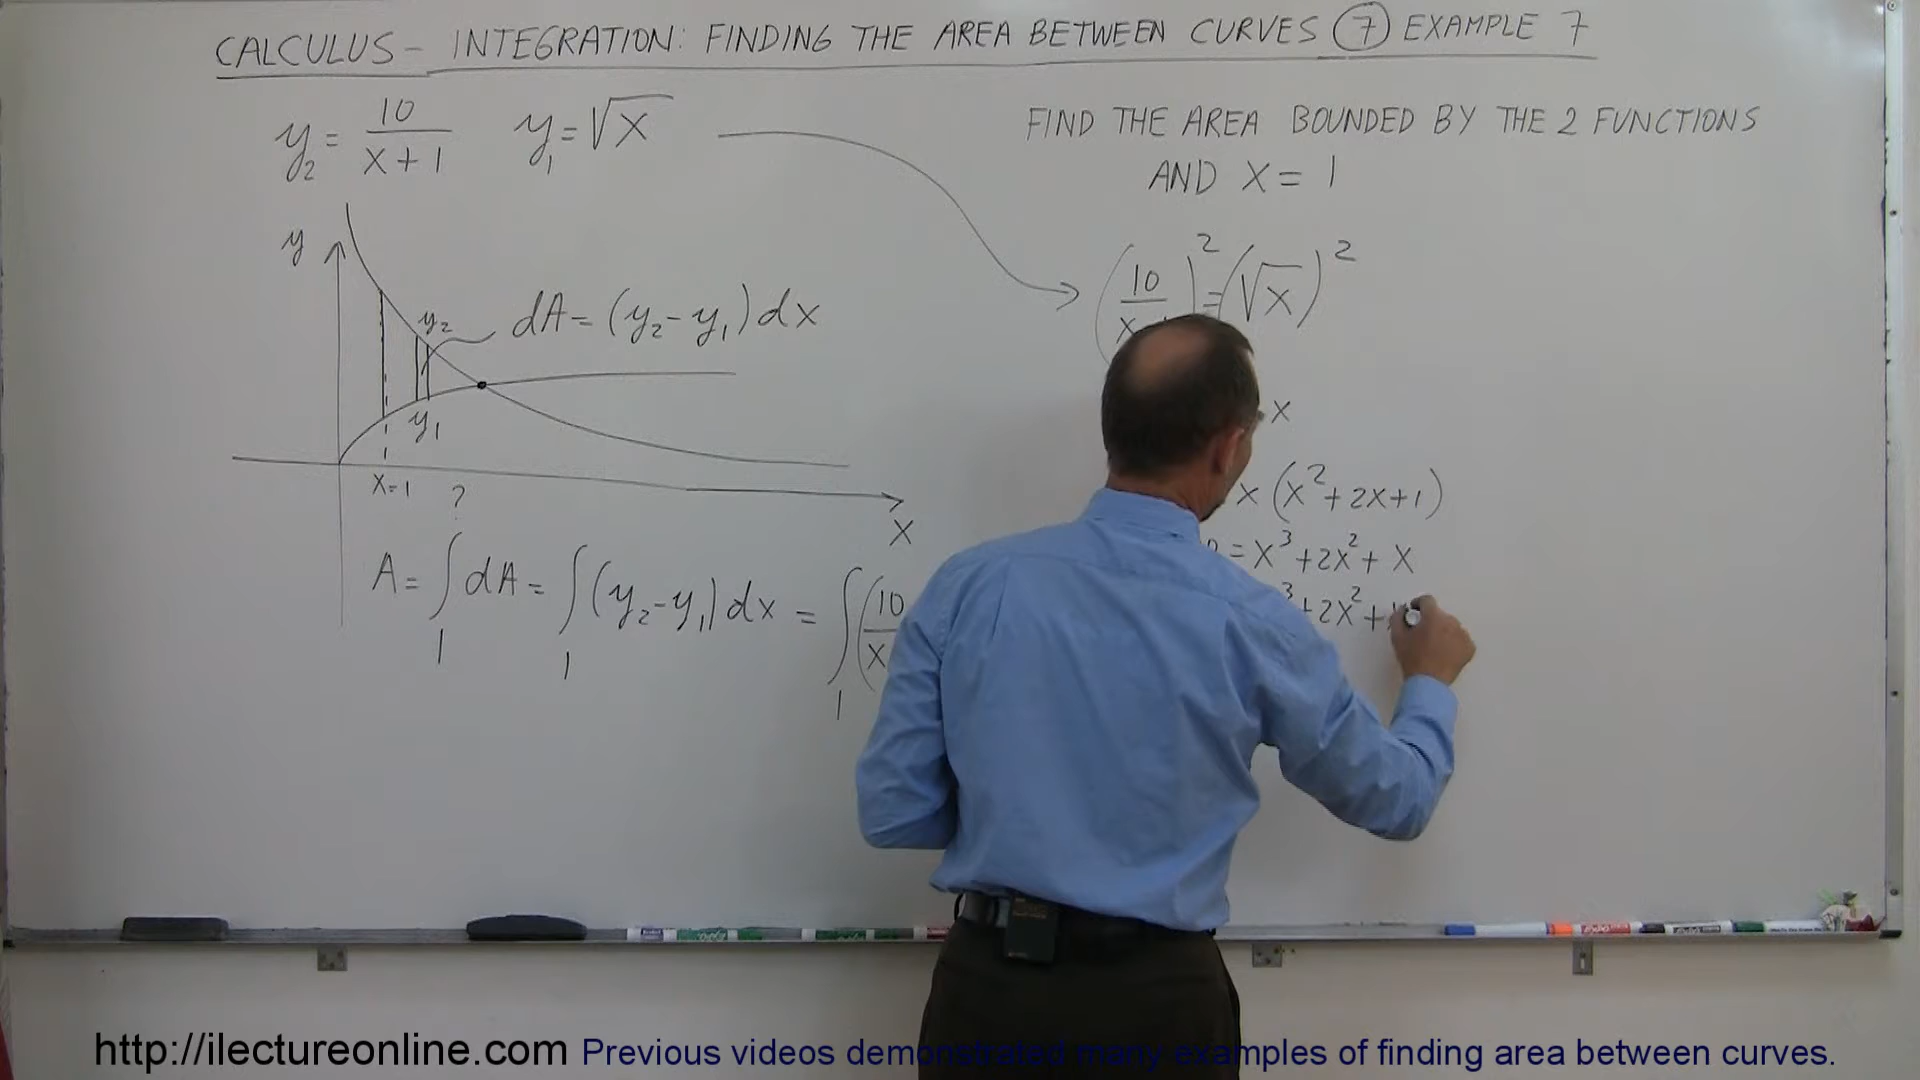 CALCULUS - INTEGRATION: FINDING THE AREA BETWEEN CURVES 7 EXAMPLE 7
y₂ = 10/(x+1) y₁ = √x
FIND THE AREA BOUNDED BY THE 2 FUNCTIONS
AND X = 1
y
(10/x)² = (√x)²
y₂
dA = (y₂ - y₁) dx
y₁
x
x (x² + 2x + 1)
x = 1
?
X
= x³ + 2x² + x
³ + 2x² +
A = ∫₁ dA = ∫₁ (y₂ - y₁) dx = ∫₁ (10/x
http://ilectureonline.com Previous videos demonstrated many examples of finding area between curves.